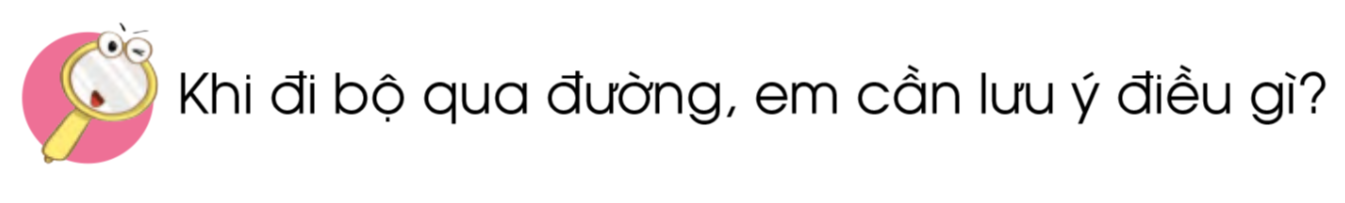 Khi đi bộ qua đường, em cần lưu ý điều gì?